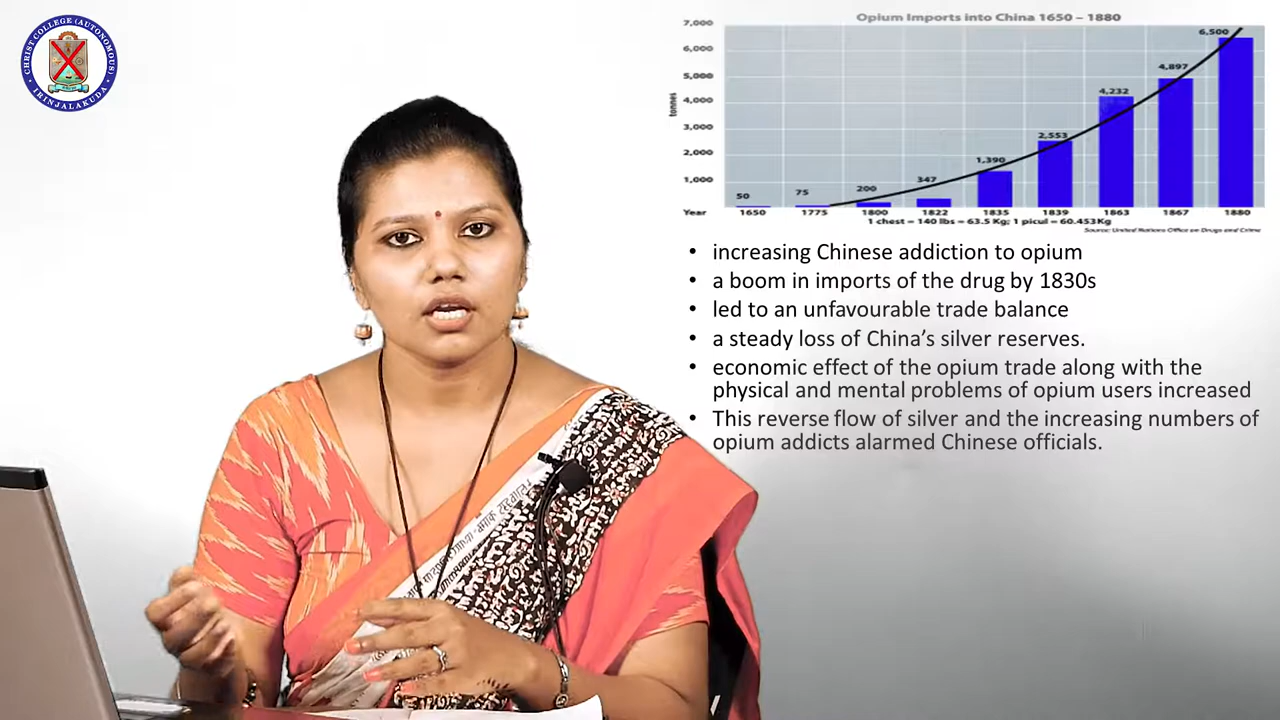 CHRIST COLLEGE (AUTONOMOUS)
IRINJALAKUDA
Opium Imports into China 1650 – 1880
7,000
6,000
5,000
4,000
3,000
2,000
1,000
tonnes
50
75
200
347
1,390
2,553
4,232
4,897
6,500
Year 1650 1775 1800 1822 1835 1839 1863 1867 1880
1 chest = 140 lbs = 63.5 Kg; 1 picul = 60.453Kg
Source: United Nations Office on Drugs and Crime
• increasing Chinese addiction to opium
• a boom in imports of the drug by 1830s
• led to an unfavourable trade balance
• a steady loss of China’s silver reserves.
• economic effect of the opium trade along with the
physical and mental problems of opium users increased
• This reverse flow of silver and the increasing numbers of
opium addicts alarmed Chinese officials.